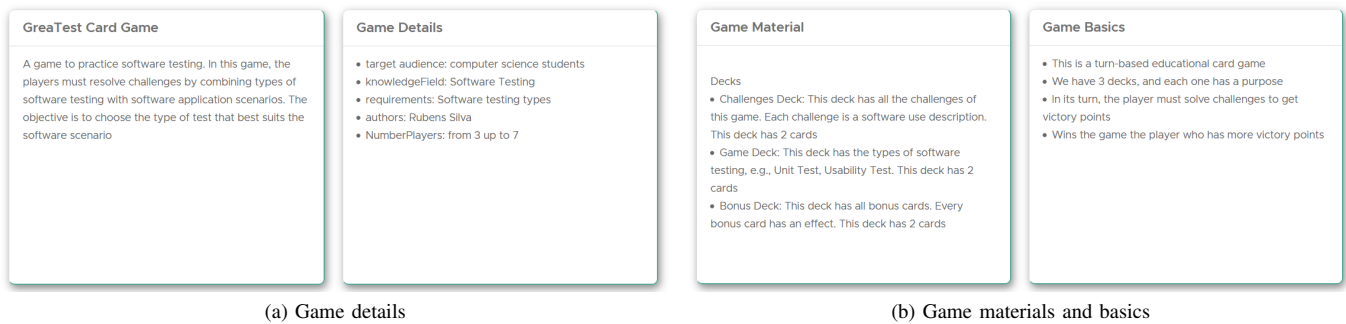 GreaTest Card Game
A game to practice software testing. In this game, the
players must resolve challenges by combining types of
software testing with software application scenarios. The
objective is to choose the type of test that best suits the
software scenario
Game Details
• target audience: computer science students
• knowledgeField: Software Testing
• requirements: Software testing types
• authors: Rubens Silva
• NumberPlayers: from 3 up to 7
(a) Game details
Game Material
Decks
• Challenges Deck: This deck has all the challenges of
this game. Each challenge is a software use description.
This deck has 2 cards
• Game Deck: This deck has the types of software
testing, e.g., Unit Test, Usability Test. This deck has 2
cards
• Bonus Deck: This deck has all bonus cards. Every
bonus card has an effect. This deck has 2 cards
Game Basics
• This is a turn-based educational card game
• We have 3 decks, and each one has a purpose
• In its turn, the player must solve challenges to get
victory points
• Wins the game the player who has more victory points
(b) Game materials and basics